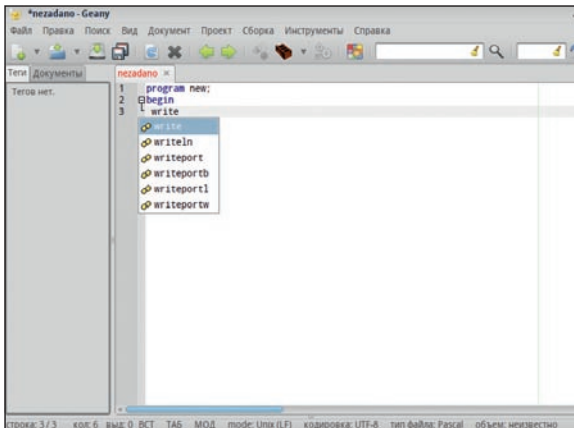 *nezadano - Geany
Файл Правка Поиск Вид Документ Проект Сборка Инструменты Справка
Теги Документы nezadano
Тегов нет.
1 program new;
2 begin
3 write
write
writeln
writeport
writeportb
writeportl
writeportw
строка: 3 / 3 кол: 6 выд: 0 ВСТ ТАБ МОД mode: Unix (LF) кодировка: UTF-8 тип файла: Pascal объем: неизвестно